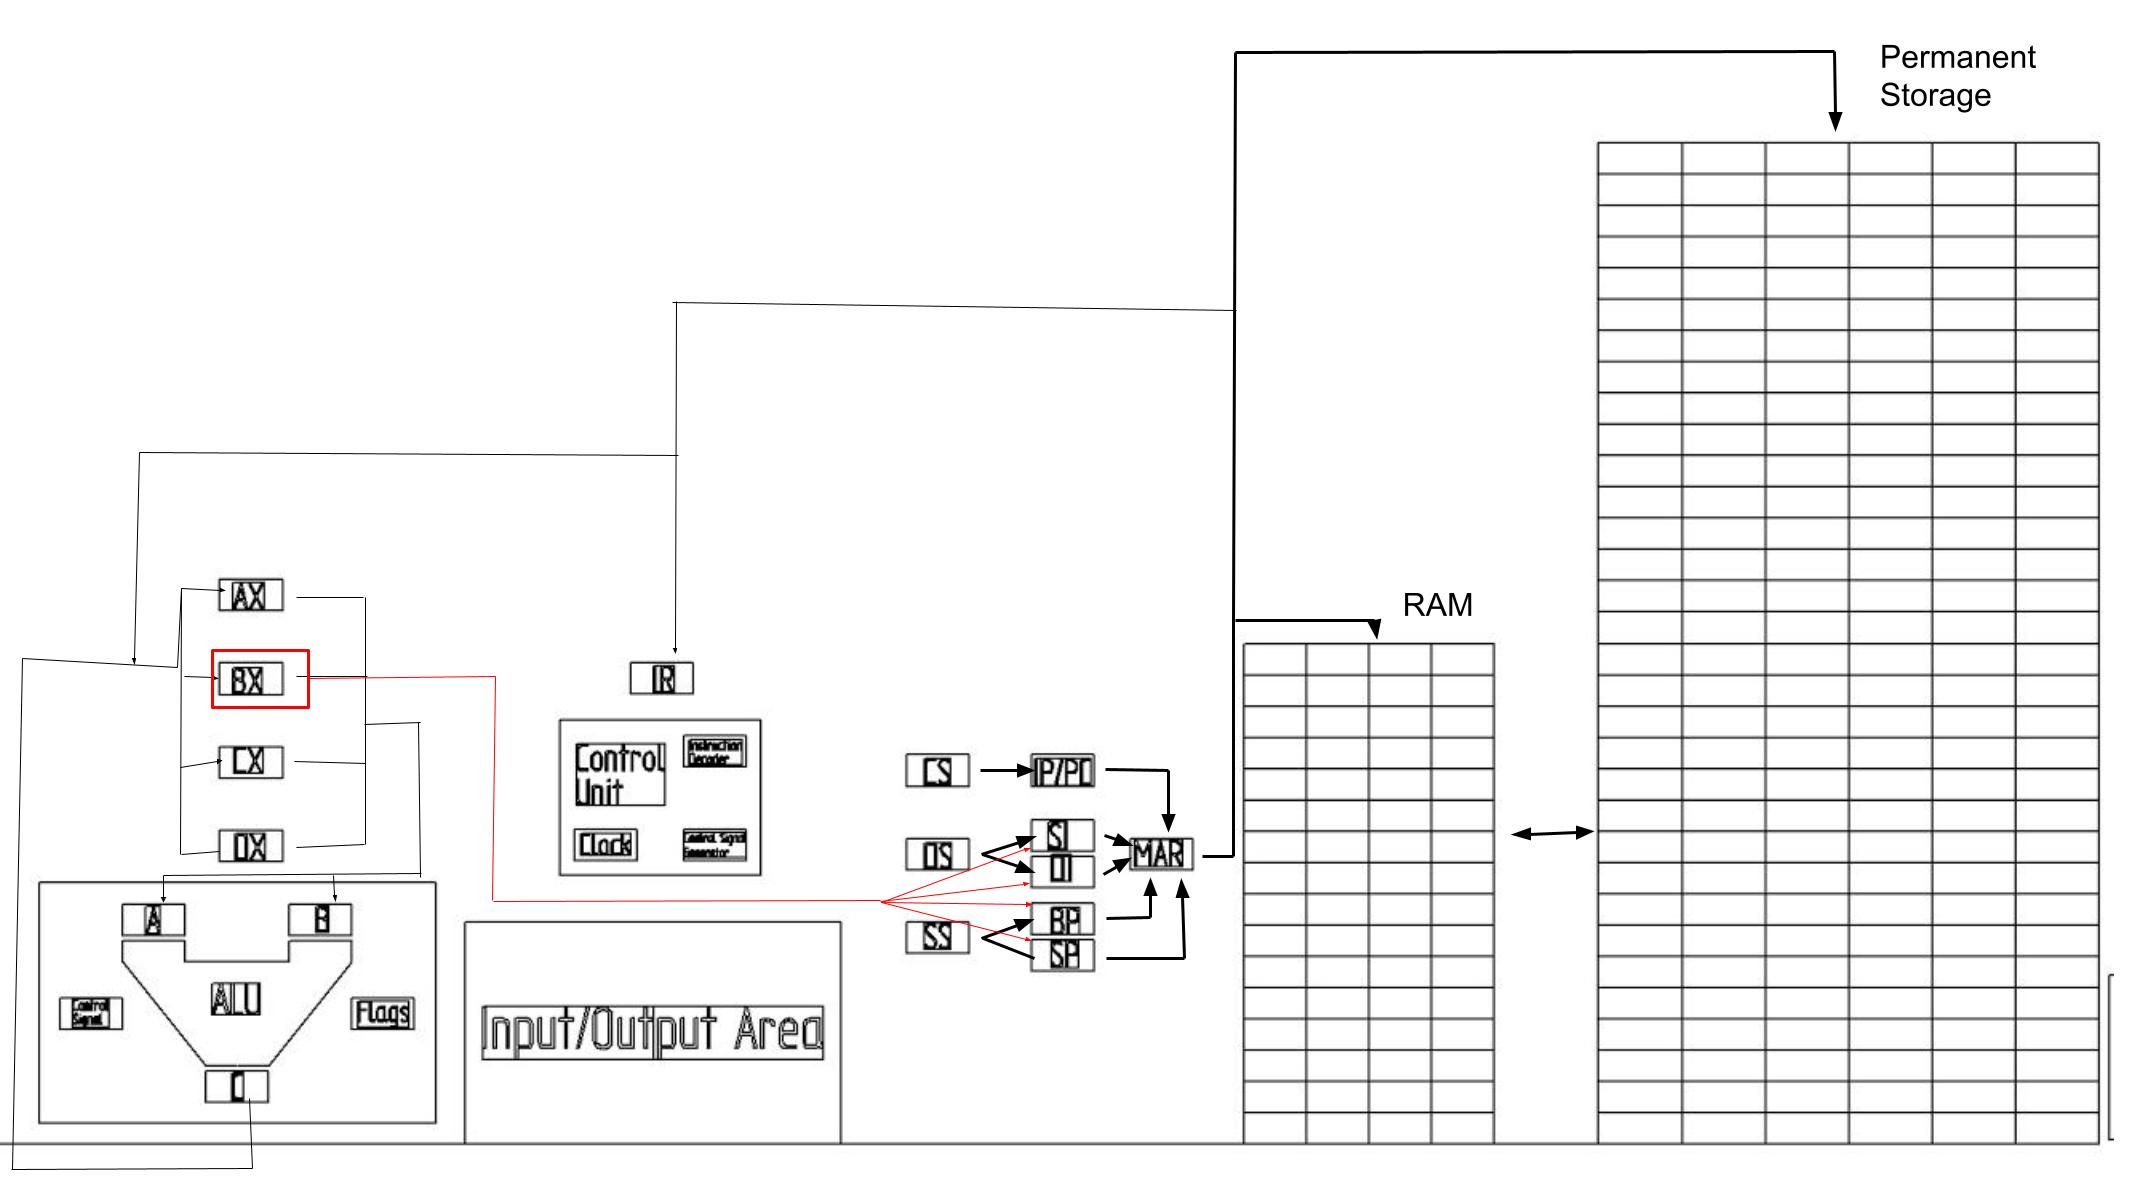 Permanent
Storage
RAM
AX
BX
CX
DX
IR
Control
Unit
Instruction
Decoder
Clock
Control Signal
Generator
CS
IP/PC
DS
SI
DI
MAR
SS
BP
SP
A
B
ALU
Control
Signal
Flags
C
Input/Output Area